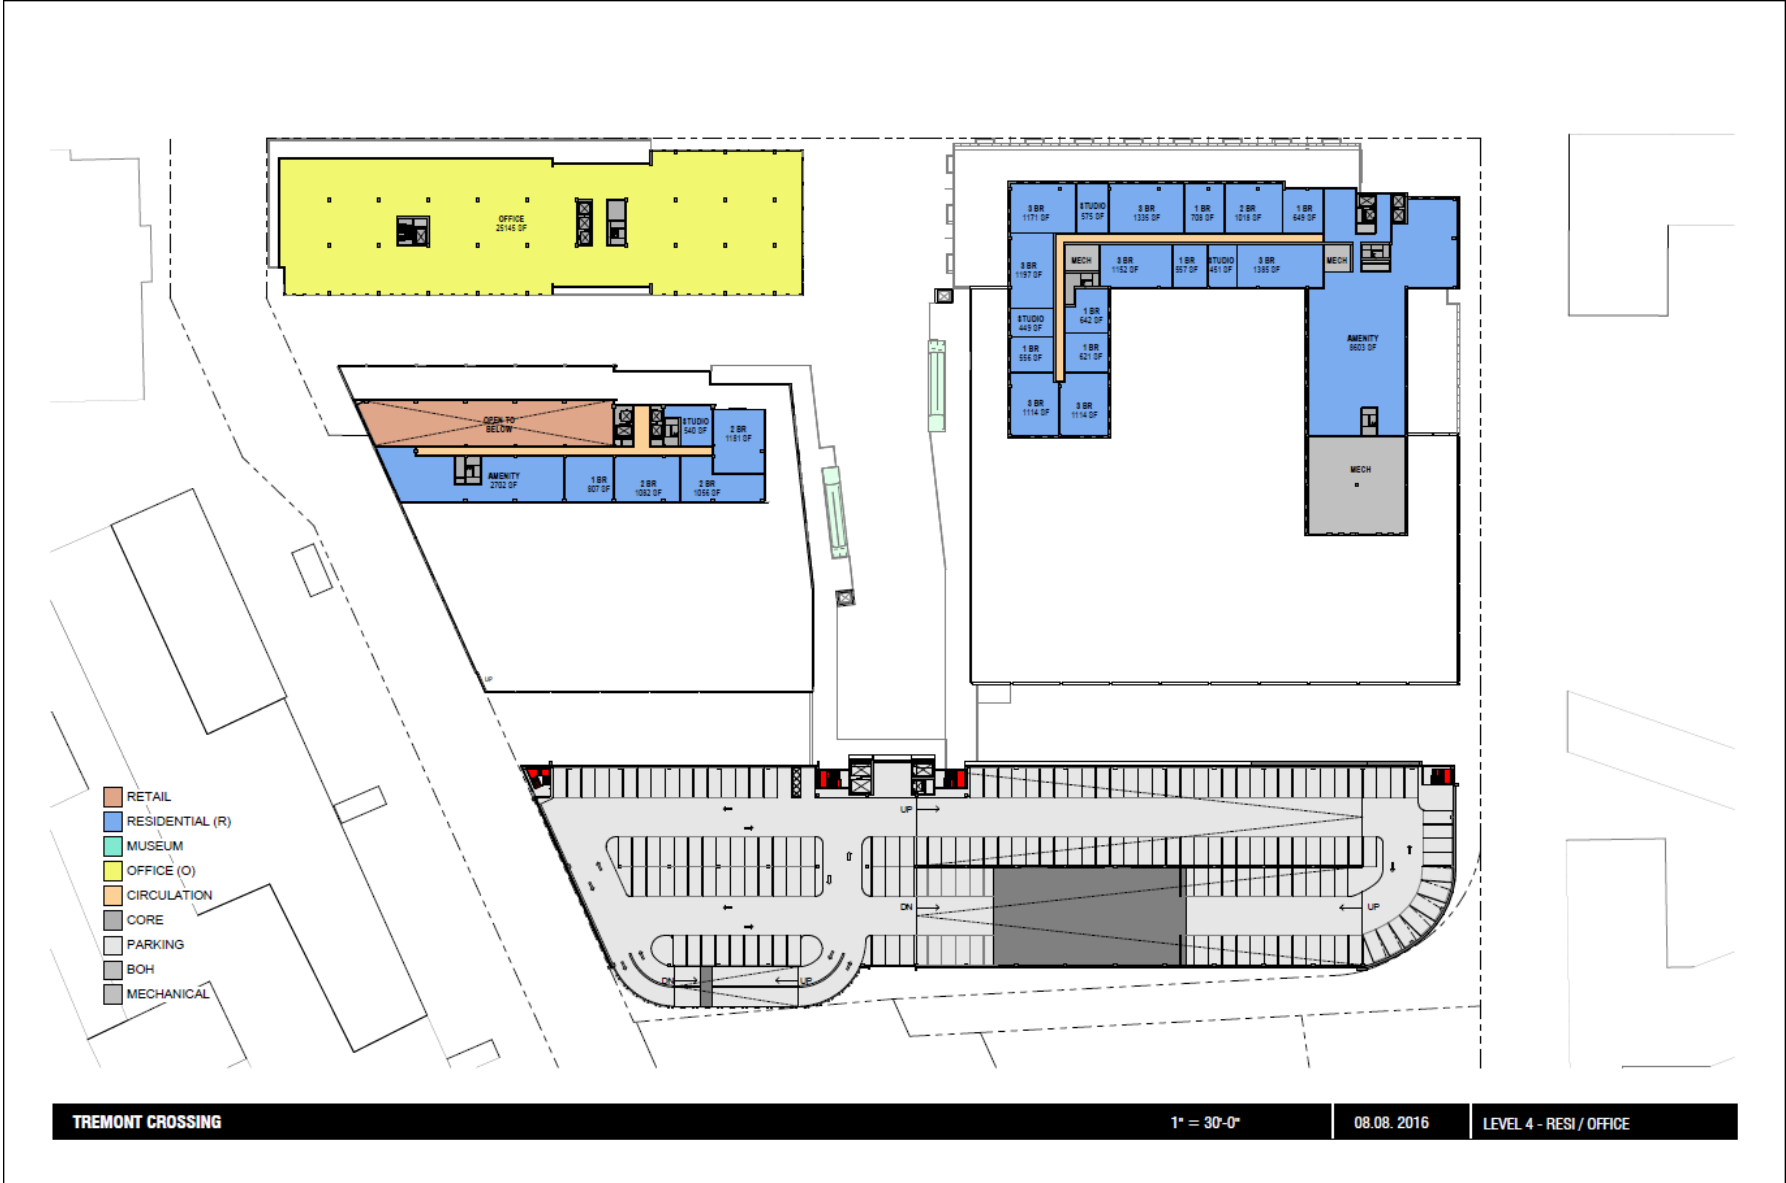 OFFICE
25145 SF
3 BR
1171 SF
STUDIO
575 SF
3 BR
1335 SF
1 BR
708 SF
2 BR
1018 SF
1 BR
649 SF
3 BR
1197 SF
MECH
3 BR
1152 SF
1 BR
557 SF
STUDIO
451 SF
3 BR
1385 SF
MECH
STUDIO
449 SF
1 BR
642 SF
1 BR
556 SF
1 BR
621 SF
3 BR
1114 SF
3 BR
1114 SF
AMENITY
MECH
OPEN TO
BELOW
STUDIO
540 SF
2 BR
1181 SF
AMENITY
2702 SF
1 BR
807 SF
2 BR
1082 SF
2 BR
1056 SF
UP
UP
DN
UP
DN
UP
RETAIL
RESIDENTIAL (R)
MUSEUM
OFFICE (O)
CIRCULATION
CORE
PARKING
BOH
MECHANICAL
TREMONT CROSSING
1" = 30'-0"
08.08. 2016
LEVEL 4 - RESI / OFFICE